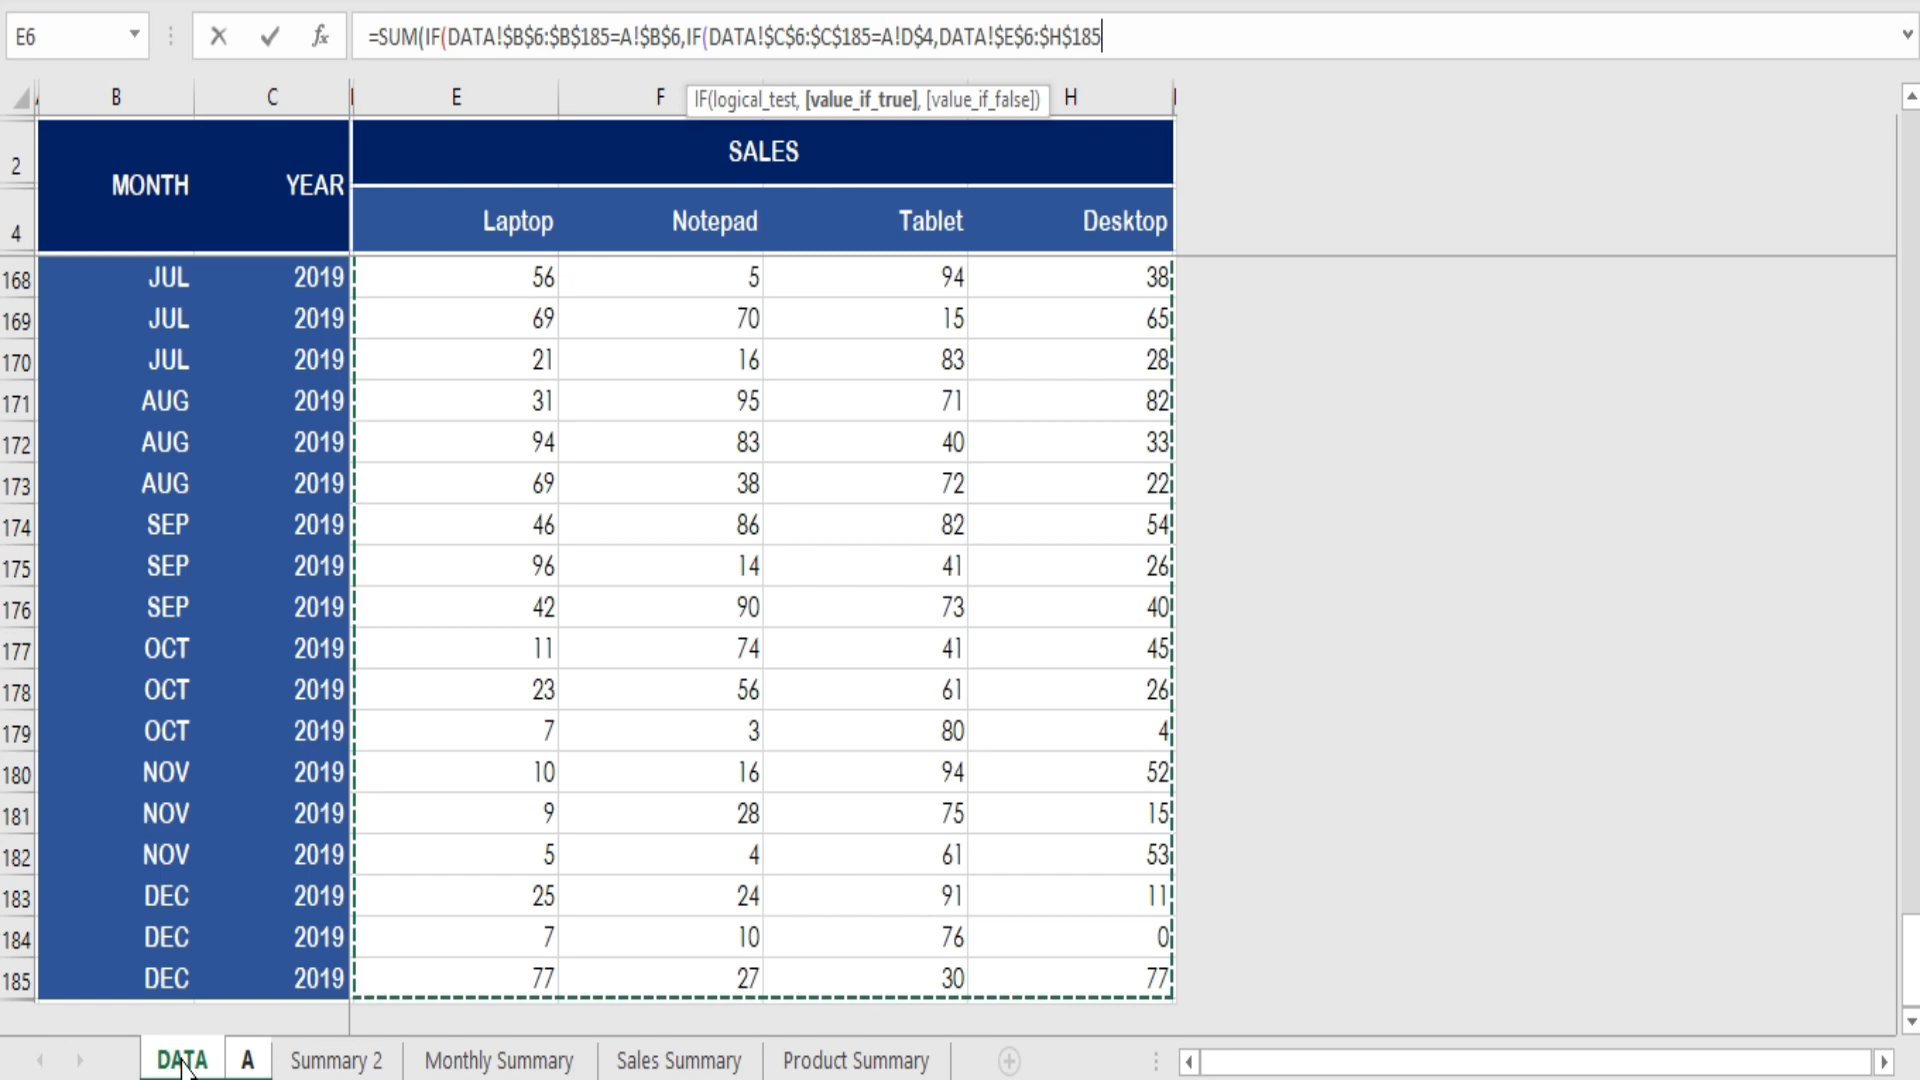 E6 fx =SUM(IF(DATA!$B$6:$B$185=A!$B$6,IF(DATA!$C$6:$C$185=A!D$4,DATA!$E$6:$H$185
B C E F H
IF(logical_test, [value_if_true], [value_if_false])
2 SALES
MONTH YEAR
4 Laptop Notepad Tablet Desktop
168 JUL 2019 56 5 94 38
169 JUL 2019 69 70 15 65
170 JUL 2019 21 16 83 28
171 AUG 2019 31 95 71 82
172 AUG 2019 94 83 40 33
173 AUG 2019 69 38 72 22
174 SEP 2019 46 86 82 54
175 SEP 2019 96 14 41 26
176 SEP 2019 42 90 73 40
177 OCT 2019 11 74 41 45
178 OCT 2019 23 56 61 26
179 OCT 2019 7 3 80 4
180 NOV 2019 10 16 94 52
181 NOV 2019 9 28 75 15
182 NOV 2019 5 4 61 53
183 DEC 2019 25 24 91 11
184 DEC 2019 7 10 76 0
185 DEC 2019 77 27 30 77
DATA A Summary 2 Monthly Summary Sales Summary Product Summary